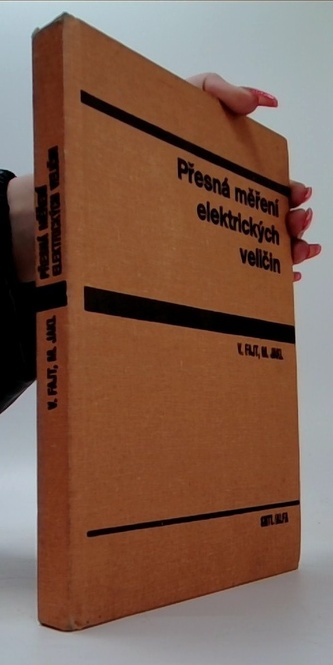 Přesná měření
elektrických
veličin
V. FAJT, M. JAKL
SNTL/ALFA
PŘESNÁ MĚŘENÍ
ELEKTRICKÝCH VELIČIN
V. FAJT, M. JAKL